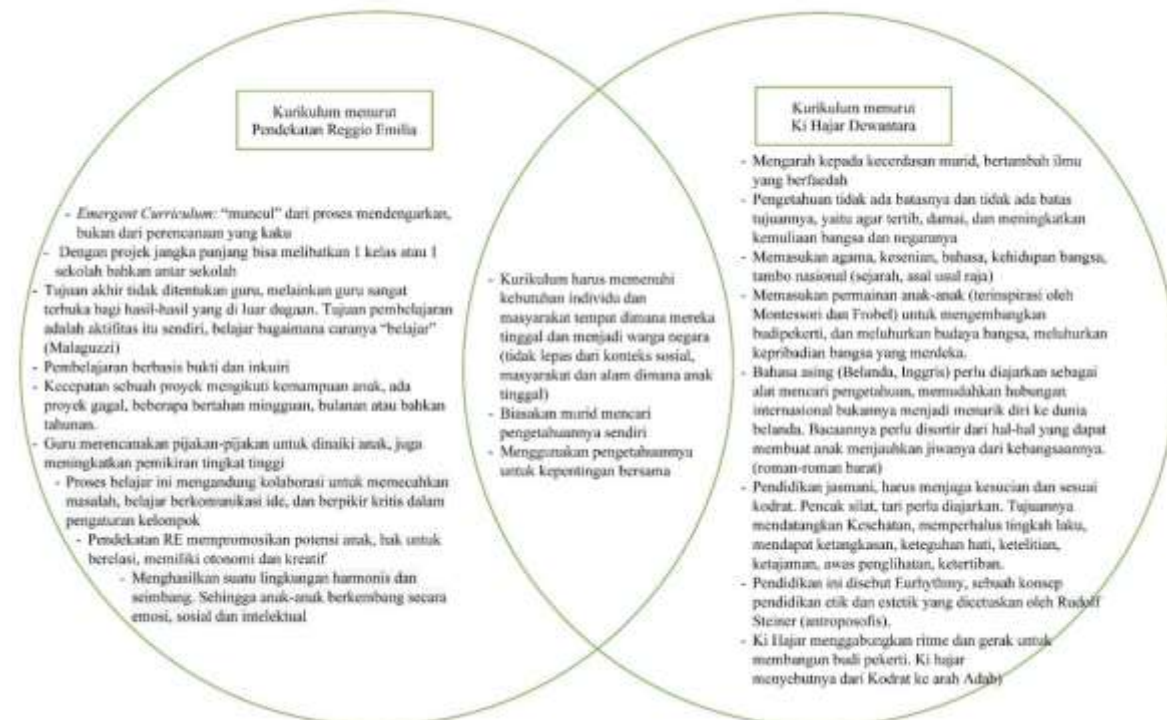 Kurikulum menurut
Pendekatan Reggio Emilia
- Emergent Curriculum: “muncul” dari proses mendengarkan,
bukan dari perencanaan yang kaku
- Dengan projek jangka panjang bisa melibatkan 1 kelas atau 1
sekolah bahkan antar sekolah
- Tujuan akhir tidak ditentukan guru, melainkan guru sangat
terbuka bagi hasil-hasil yang di luar dugaan. Tujuan pembelajaran
adalah aktifitas itu sendiri, belajar bagaimana caranya “belajar”
(Malaguzzi)
- Pembelajaran berbasis bukti dan inkuiri
- Kecepatan sebuah proyek mengikuti kemampuan anak, ada
proyek gagal, beberapa bertahan mingguan, bulanan atau bahkan
tahunan.
- Guru merencanakan pijakan-pijakan untuk dinaiki anak, juga
meningkatkan pemikiran tingkat tinggi
- Proses belajar ini mengandung kolaborasi untuk memecahkan
masalah, belajar berkomunikasi ide, dan berpikir kritis dalam
pengaturan kelompok
- Pendekatan RE mempromosikan potensi anak, hak untuk
berelasi, memiliki otonomi dan kreatif
- Menghasilkan suatu lingkungan harmonis dan
seimbang. Sehingga anak-anak berkembang secara
emosi, sosial dan intelektual
- Kurikulum harus memenuhi
kebutuhan individu dan
masyarakat tempat dimana mereka
tinggal dan menjadi warga negara
(tidak lepas dari konteks sosial,
masyarakat dan alam dimana anak
tinggal)
- Biasakan murid mencari
pengetahuannya sendiri
- Menggunakan pengetahuannya
untuk kepentingan bersama
Kurikulum menurut
Ki Hajar Dewantara
- Mengarah kepada kecerdasan murid, bertambah ilmu
yang berfaedah
- Pengetahuan tidak ada batasnya dan tidak ada batas
tujuannya, yaitu agar tertib, damai, dan meningkatkan
kemuliaan bangsa dan negaranya
- Memasukan agama, kesenian, bahasa, kehidupan bangsa,
tambo nasional (sejarah, asal usul raja)
- Memasukan permainan anak-anak (terinspirasi oleh
Montessori dan Frobel) untuk mengembangkan
budipekerti, dan meluhurkan budaya bangsa, meluhurkan
kepribadian bangsa yang merdeka.
- Bahasa asing (Belanda, Inggris) perlu diajarkan sebagai
alat mencari pengetahuan, memudahkan hubungan
internasional bukannya menjadi menarik diri ke dunia
belanda. Bacaannya perlu disortir dari hal-hal yang dapat
membuat anak menjauhkan jiwanya dari kebangsaannya.
(roman-roman barat)
- Pendidikan jasmani, harus menjaga kesucian dan sesuai
kodrat. Pencak silat, tari perlu diajarkan. Tujuannya
mendatangkan Kesehatan, memperhalus tingkah laku,
mendapat ketangkasan, keteguhan hati, ketelitian,
ketajaman, awas penglihatan, ketertiban.
- Pendidikan ini disebut Eurhythmy, sebuah konsep
pendidikan etik dan estetik yang dicetuskan oleh Rudolf
Steiner (antroposofis).
- Ki Hajar menggabungkan ritme dan gerak untuk
membangun budi pekerti. Ki hajar
menyebutnya dari Kodrat ke arah Adab)